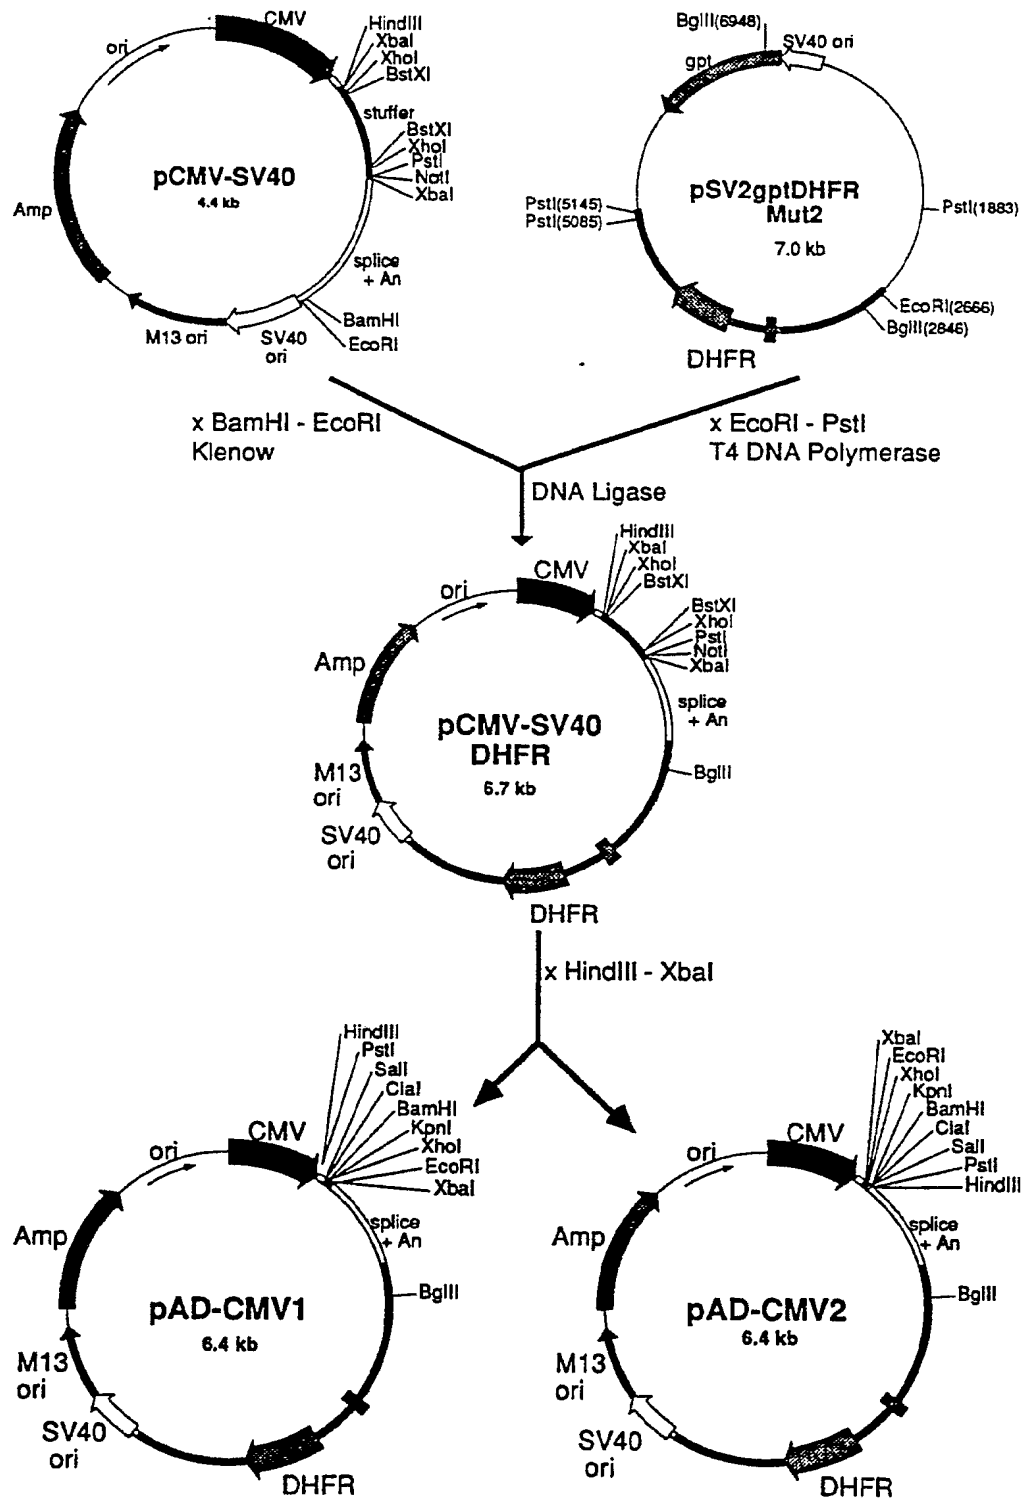 CMV
ori
HindIII
XbaI
XhoI
BstXI
stuffer
BstXI
XhoI
PstI
NotI
XbaI
pCMV-SV40
4.4 kb
Amp
splice
+ An
BamHI
EcoRI
M13 ori
SV40
ori
BglII(6948)
SV40 ori
gpt
pSV2gptDHFR
Mut2
7.0 kb
PstI(5145)
PstI(5085)
PstI(1883)
EcoRI(2666)
BglII(2846)
DHFR
x BamHI - EcoRI
Klenow
x EcoRI - PstI
T4 DNA Polymerase
DNA Ligase
HindIII
XbaI
XhoI
BstXI
CMV
ori
BstXI
XhoI
PstI
NotI
XbaI
Amp
splice
+ An
pCMV-SV40
DHFR
6.7 kb
BglII
M13
ori
SV40
ori
DHFR
x HindIII - XbaI
HindIII
PstI
SalI
ClaI
BamHI
KpnI
XhoI
EcoRI
XbaI
CMV
ori
Amp
splice
+ An
BglII
pAD-CMV1
6.4 kb
M13
ori
SV40
ori
DHFR
XbaI
EcoRI
XhoI
KpnI
BamHI
ClaI
SalI
PstI
HindIII
CMV
ori
Amp
splice
+ An
BglII
pAD-CMV2
6.4 kb
M13
ori
SV40
ori
DHFR